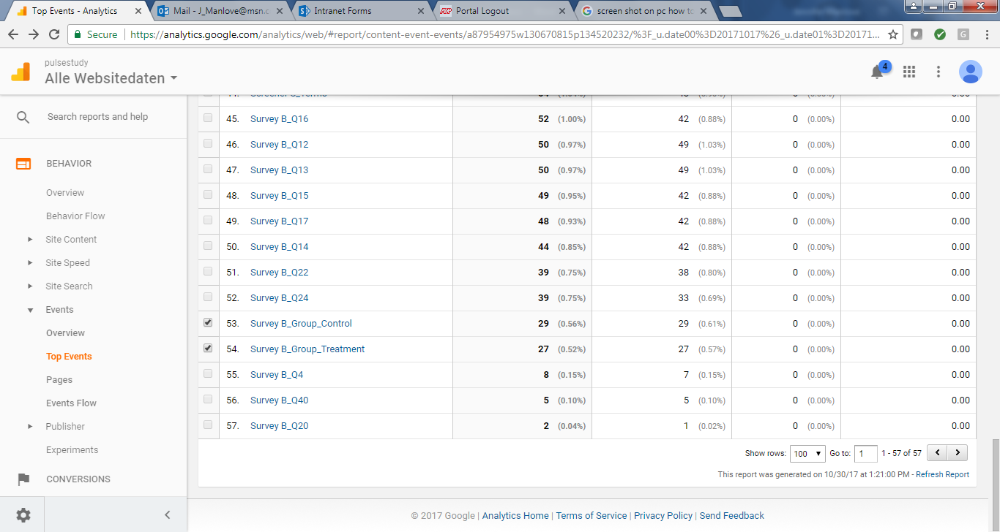 Top Events - Analytics
Mail - J_Manlove@msn.c
Intranet Forms
Portal Logout
screen shot on pc how to
Secure
https://analytics.google.com/analytics/web/#report/content-event-events/a87954975w130670815p134520232/%3F_u.date00%3D20171017%26_u.date01%3D20171...
pulsestudy
Alle Websitedaten
4
Search reports and help
BEHAVIOR
Overview
Behavior Flow
Site Content
Site Speed
Site Search
Events
Overview
Top Events
Pages
Events Flow
Publisher
Experiments
CONVERSIONS
45. Survey B_Q16 52 (1.00%) 42 (0.88%) 0 (0.00%) 0.00
46. Survey B_Q12 50 (0.97%) 49 (1.03%) 0 (0.00%) 0.00
47. Survey B_Q13 50 (0.97%) 49 (1.03%) 0 (0.00%) 0.00
48. Survey B_Q15 49 (0.95%) 42 (0.88%) 0 (0.00%) 0.00
49. Survey B_Q17 48 (0.93%) 42 (0.88%) 0 (0.00%) 0.00
50. Survey B_Q14 44 (0.85%) 42 (0.88%) 0 (0.00%) 0.00
51. Survey B_Q22 39 (0.75%) 38 (0.80%) 0 (0.00%) 0.00
52. Survey B_Q24 39 (0.75%) 33 (0.69%) 0 (0.00%) 0.00
53. Survey B_Group_Control 29 (0.56%) 29 (0.61%) 0 (0.00%) 0.00
54. Survey B_Group_Treatment 27 (0.52%) 27 (0.57%) 0 (0.00%) 0.00
55. Survey B_Q4 8 (0.15%) 7 (0.15%) 0 (0.00%) 0.00
56. Survey B_Q40 5 (0.10%) 5 (0.10%) 0 (0.00%) 0.00
57. Survey B_Q20 2 (0.04%) 1 (0.02%) 0 (0.00%) 0.00
Show rows: 100 Go to: 1 1 - 57 of 57
This report was generated on 10/30/17 at 1:21:00 PM - Refresh Report
© 2017 Google | Analytics Home | Terms of Service | Privacy Policy | Send Feedback